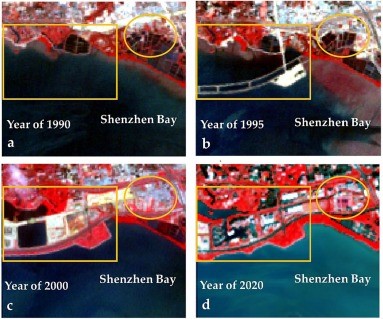 Year of 1990
Shenzhen Bay
a
Year of 1995
Shenzhen Bay
b
Year of 2000
Shenzhen Bay
c
Year of 2020
Shenzhen Bay
d